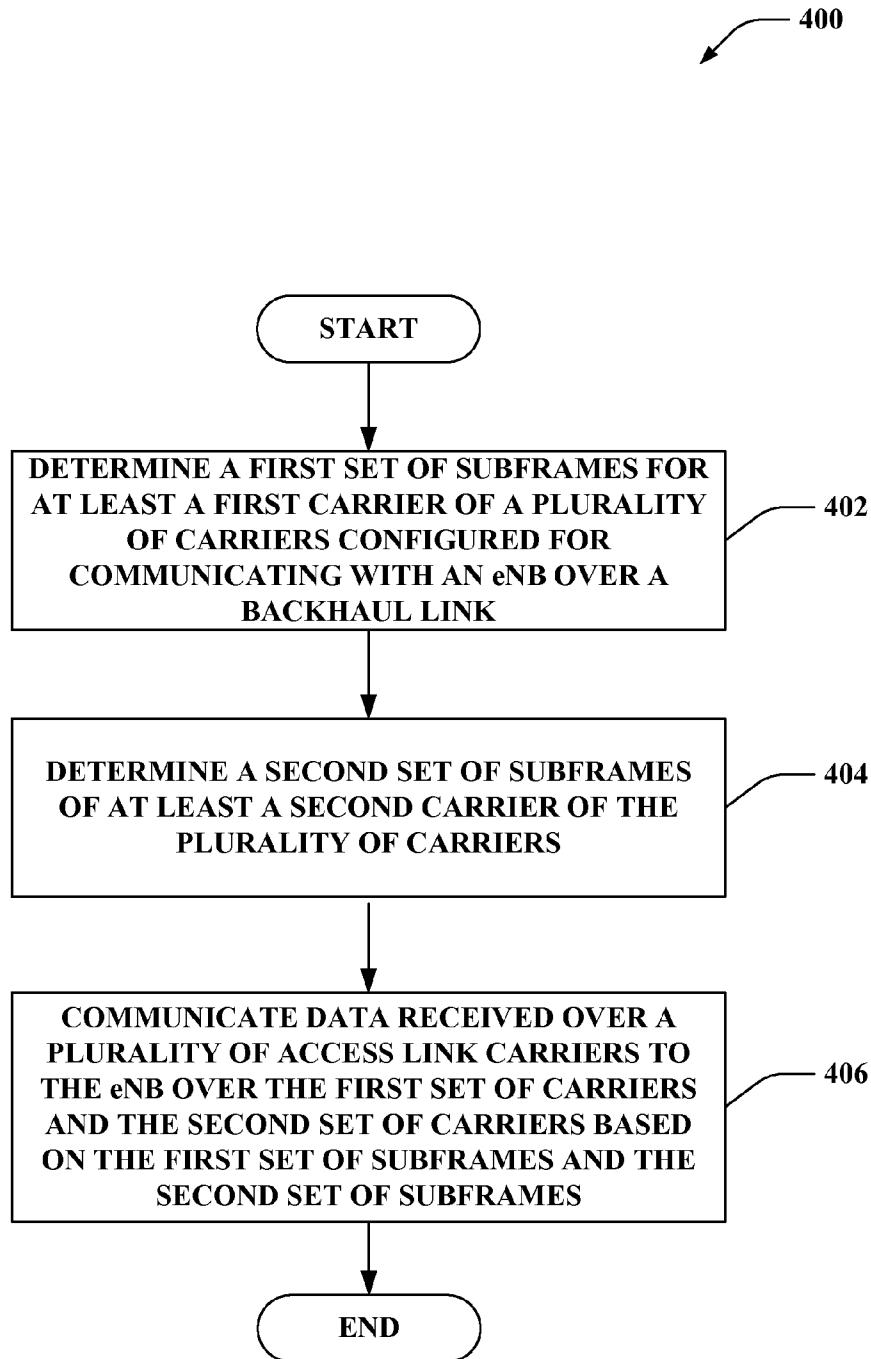 400
START
DETERMINE A FIRST SET OF SUBFRAMES FOR
AT LEAST A FIRST CARRIER OF A PLURALITY
OF CARRIERS CONFIGURED FOR
COMMUNICATING WITH AN eNB OVER A
BACKHAUL LINK
402
DETERMINE A SECOND SET OF SUBFRAMES
OF AT LEAST A SECOND CARRIER OF THE
PLURALITY OF CARRIERS
404
COMMUNICATE DATA RECEIVED OVER A
PLURALITY OF ACCESS LINK CARRIERS TO
THE eNB OVER THE FIRST SET OF CARRIERS
AND THE SECOND SET OF CARRIERS BASED
ON THE FIRST SET OF SUBFRAMES AND THE
SECOND SET OF SUBFRAMES
406
END